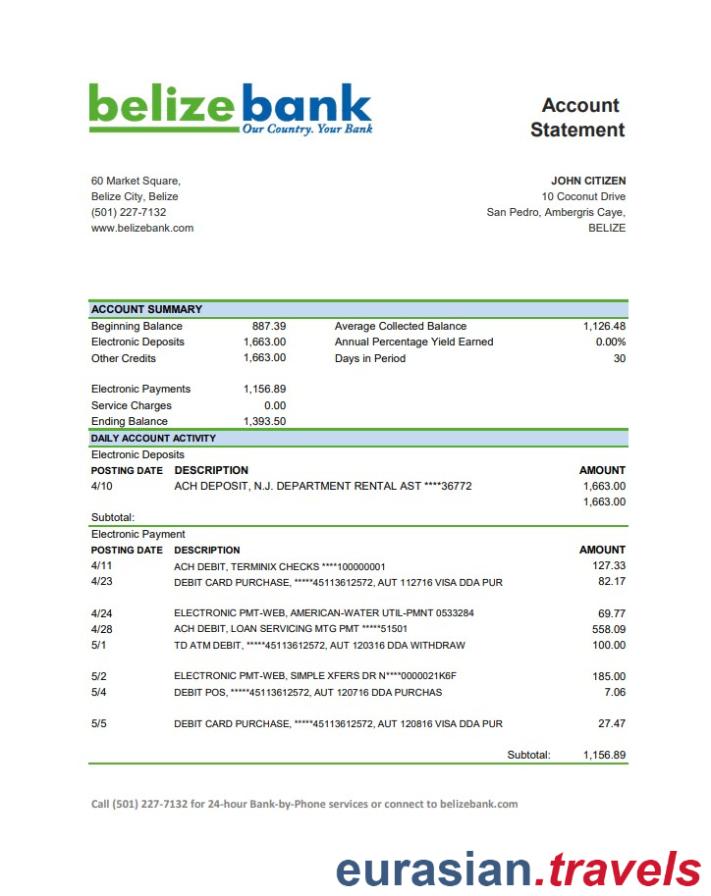 belizebank
Our Country. Your Bank
Account
Statement
60 Market Square,
Belize City, Belize
(501) 227-7132
www.belizebank.com
JOHN CITIZEN
10 Coconut Drive
San Pedro, Ambergris Caye,
BELIZE
ACCOUNT SUMMARY
Beginning Balance 887.39 Average Collected Balance 1,126.48
Electronic Deposits 1,663.00 Annual Percentage Yield Earned 0.00%
Other Credits 1,663.00 Days in Period 30
Electronic Payments 1,156.89
Service Charges 0.00
Ending Balance 1,393.50
DAILY ACCOUNT ACTIVITY
Electronic Deposits
POSTING DATE DESCRIPTION AMOUNT
4/10 ACH DEPOSIT, N.J. DEPARTMENT RENTAL AST ****36772 1,663.00
1,663.00
Subtotal:
Electronic Payment
POSTING DATE DESCRIPTION AMOUNT
4/11 ACH DEBIT, TERMINIX CHECKS ****100000001 127.33
4/23 DEBIT CARD PURCHASE, *****45113612572, AUT 112716 VISA DDA PUR 82.17
4/24 ELECTRONIC PMT-WEB, AMERICAN-WATER UTIL-PMNT 0533284 69.77
4/28 ACH DEBIT, LOAN SERVICING MTG PMT *****51501 558.09
5/1 TD ATM DEBIT, *****45113612572, AUT 120316 DDA WITHDRAW 100.00
5/2 ELECTRONIC PMT-WEB, SIMPLE XFERS DR N****0000021K6F 185.00
5/4 DEBIT POS, *****45113612572, AUT 120716 DDA PURCHAS 7.06
5/5 DEBIT CARD PURCHASE, *****45113612572, AUT 120816 VISA DDA PUR 27.47
Subtotal: 1,156.89
Call (501) 227-7132 for 24-hour Bank-by-Phone services or connect to belizebank.com
eurasian.travels